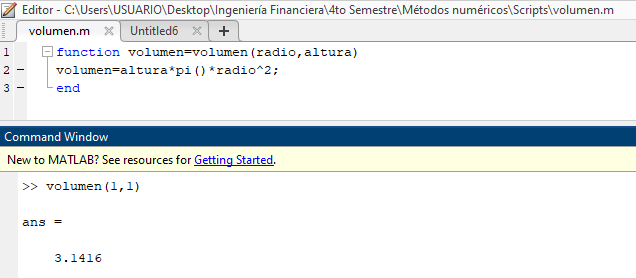 Editor - C:\Users\USUARIO\Desktop\Ingeniería Financiera\4to Semestre\Métodos numéricos\Scripts\volumen.m
volumen.m × Untitled6 × +
1 function volumen=volumen(radio,altura)
2 - volumen=altura*pi()*radio^2;
3 - end
Command Window
New to MATLAB? See resources for Getting Started.
>> volumen(1,1)
ans =
3.1416